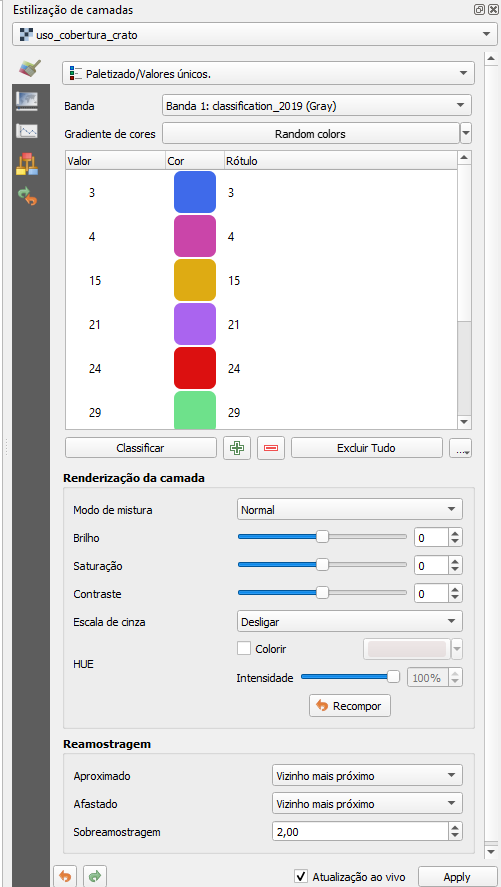 Estilização de camadas
uso_cobertura_crato
Paletizado/Valores únicos.
Banda Banda 1: classification_2019 (Gray)
Gradiente de cores Random colors
Valor Cor Rótulo
3 3
4 4
15 15
21 21
24 24
29 29
Classificar Excluir Tudo ...
Renderização da camada
Modo de mistura Normal
Brilho 0
Saturação 0
Contraste 0
Escala de cinza Desligar
Colorir
HUE
Intensidade 100%
Recompor
Reamostragem
Aproximado Vizinho mais próximo
Afastado Vizinho mais próximo
Sobreamostragem 2,00
Atualização ao vivo Apply